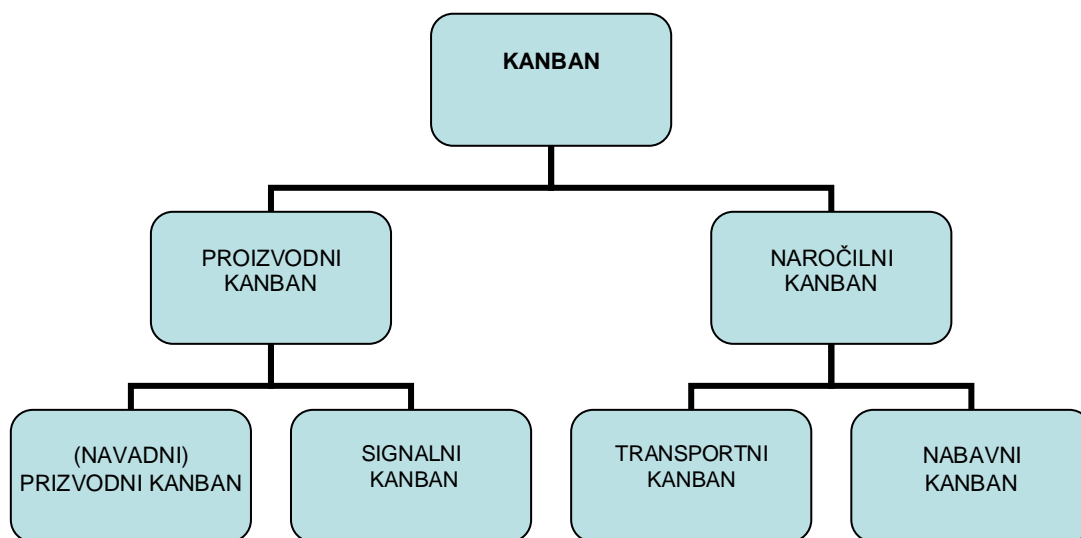 KANBAN
PROIZVODNI
KANBAN
NAROČILNI
KANBAN
(NAVADNI)
PRIZVODNI KANBAN
SIGNALNI
KANBAN
TRANSPORTNI
KANBAN
NABAVNI
KANBAN